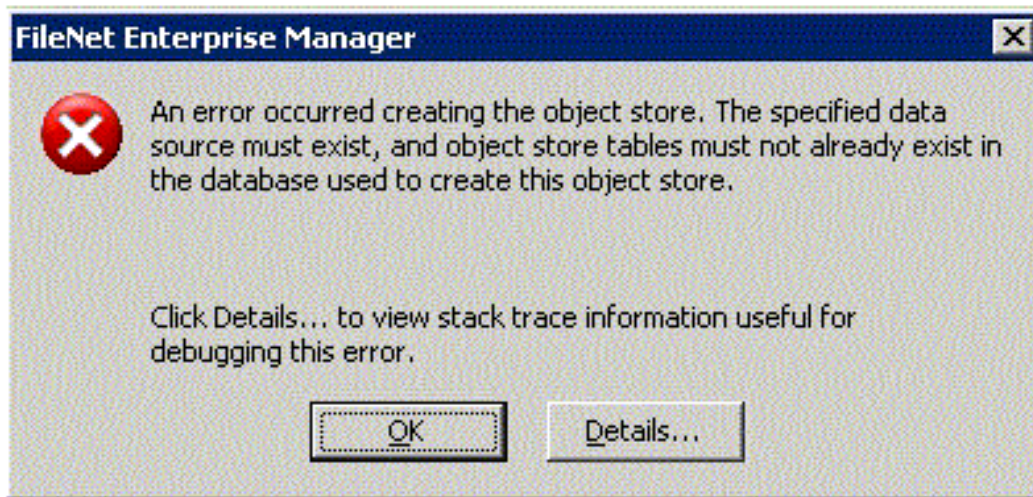 FileNet Enterprise Manager
An error occurred creating the object store. The specified data
source must exist, and object store tables must not already exist in
the database used to create this object store.
Click Details... to view stack trace information useful for
debugging this error.
OK
Details...